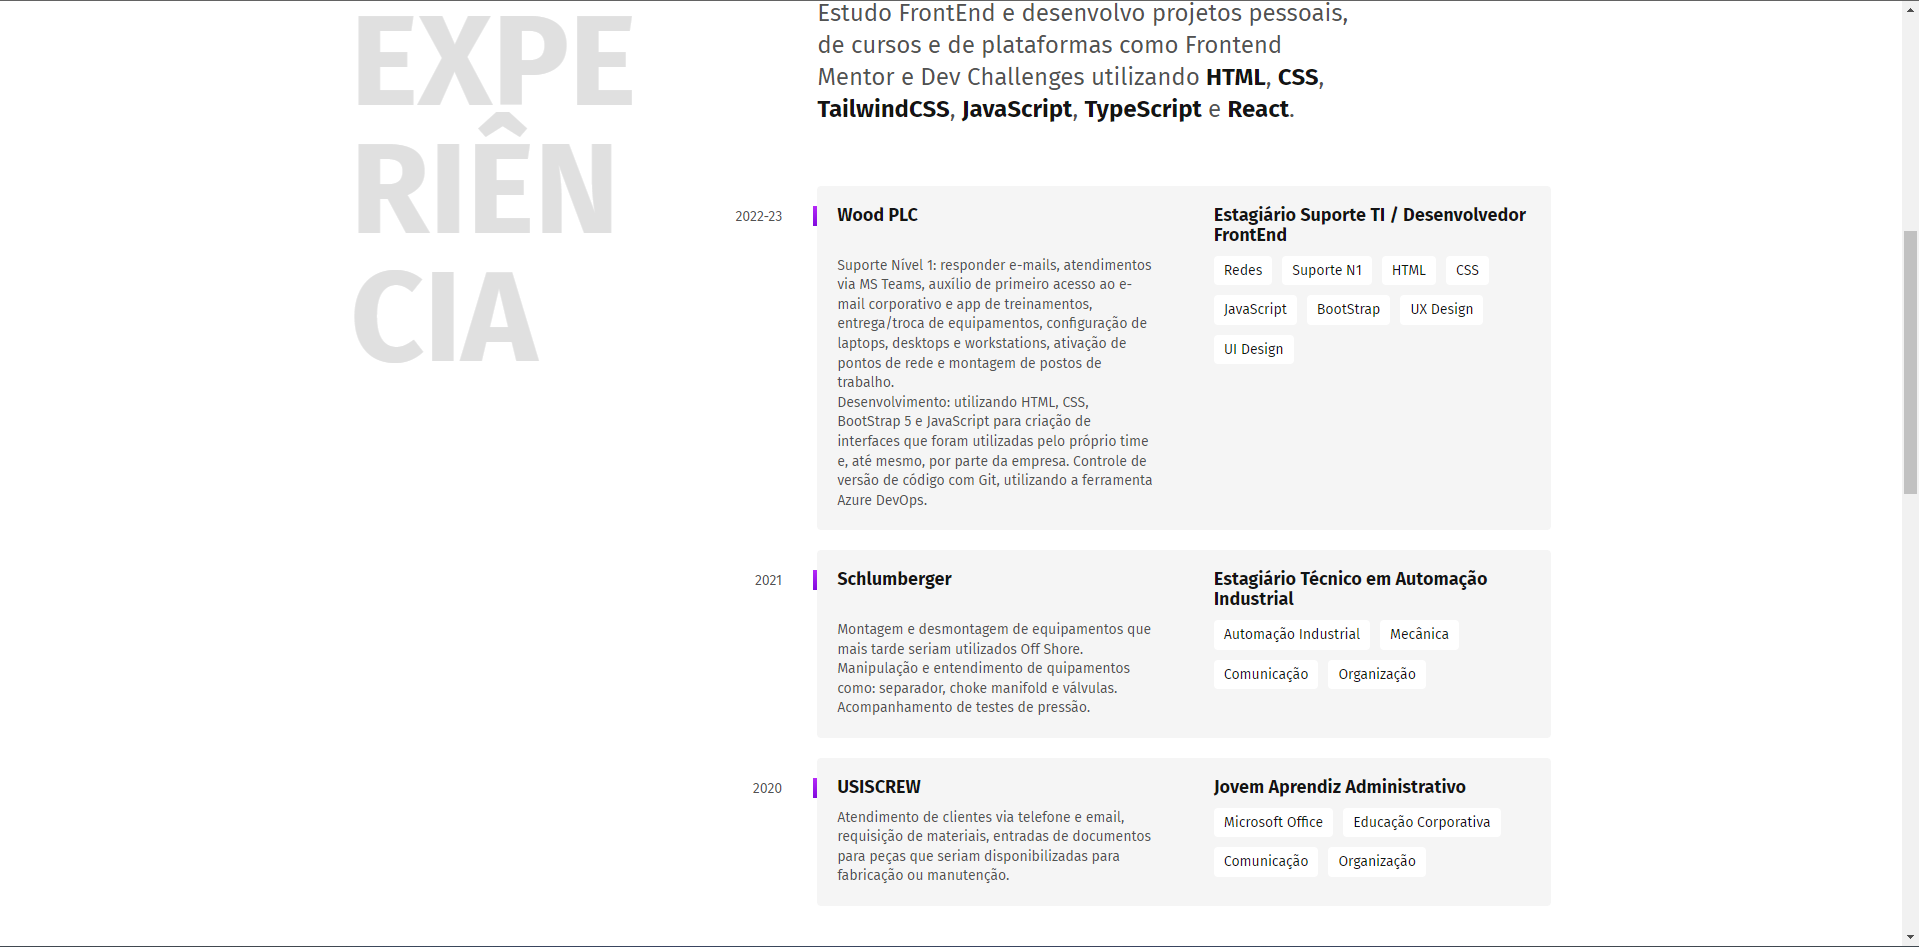 EXPE
RIÊN
CIA
Estudo FrontEnd e desenvolvo projetos pessoais,
de cursos e de plataformas como Frontend
Mentor e Dev Challenges utilizando HTML, CSS,
TailwindCSS, JavaScript, TypeScript e React.
2022-23
Wood PLC
Suporte Nível 1: responder e-mails, atendimentos
via MS Teams, auxílio de primeiro acesso ao e-
mail corporativo e app de treinamentos,
entrega/troca de equipamentos, configuração de
laptops, desktops e workstations, ativação de
pontos de rede e montagem de postos de
trabalho.
Desenvolvimento: utilizando HTML, CSS,
BootStrap 5 e JavaScript para criação de
interfaces que foram utilizadas pelo próprio time
e, até mesmo, por parte da empresa. Controle de
versão de código com Git, utilizando a ferramenta
Azure DevOps.
Estagiário Suporte TI / Desenvolvedor
FrontEnd
Redes Suporte N1 HTML CSS
JavaScript BootStrap UX Design
UI Design
2021
Schlumberger
Montagem e desmontagem de equipamentos que
mais tarde seriam utilizados Off Shore.
Manipulação e entendimento de quipamentos
como: separador, choke manifold e válvulas.
Acompanhamento de testes de pressão.
Estagiário Técnico em Automação
Industrial
Automação Industrial Mecânica
Comunicação Organização
2020
USISCREW
Atendimento de clientes via telefone e email,
requisição de materiais, entradas de documentos
para peças que seriam disponibilizadas para
fabricação ou manutenção.
Jovem Aprendiz Administrativo
Microsoft Office Educação Corporativa
Comunicação Organização